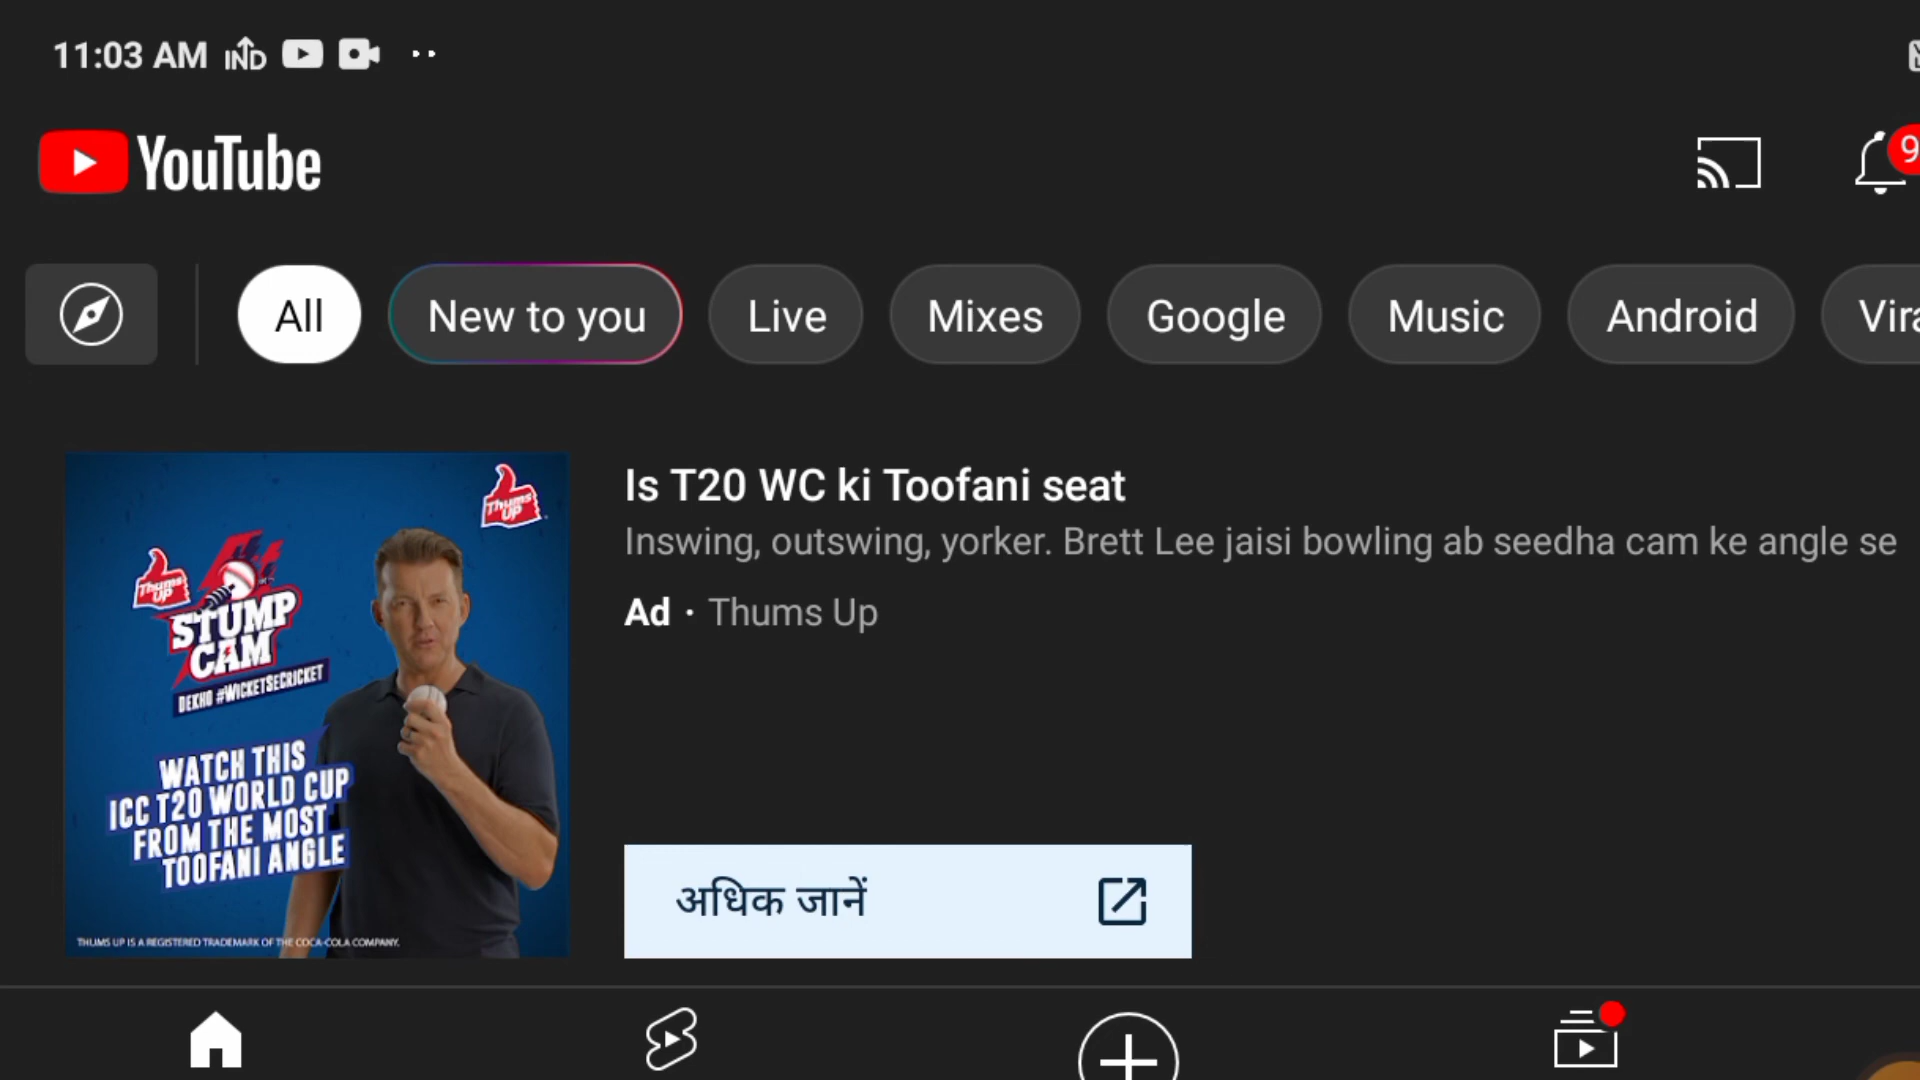 11:03 AM IND
YouTube
9
All New to you Live Mixes Google Music Android
Thums UP
Thums UP
STUMP
CAM
DEKHO #WICKETSECRICKET
WATCH THIS
ICC T20 WORLD CUP
FROM THE MOST
TOOFANI ANGLE
THUMS UP IS A REGISTERED TRADEMARK OF THE COCA-COLA COMPANY.
Is T20 WC ki Toofani seat
Inswing, outswing, yorker. Brett Lee jaisi bowling ab seedha cam ke angle se
Ad · Thums Up
अधिक जानें